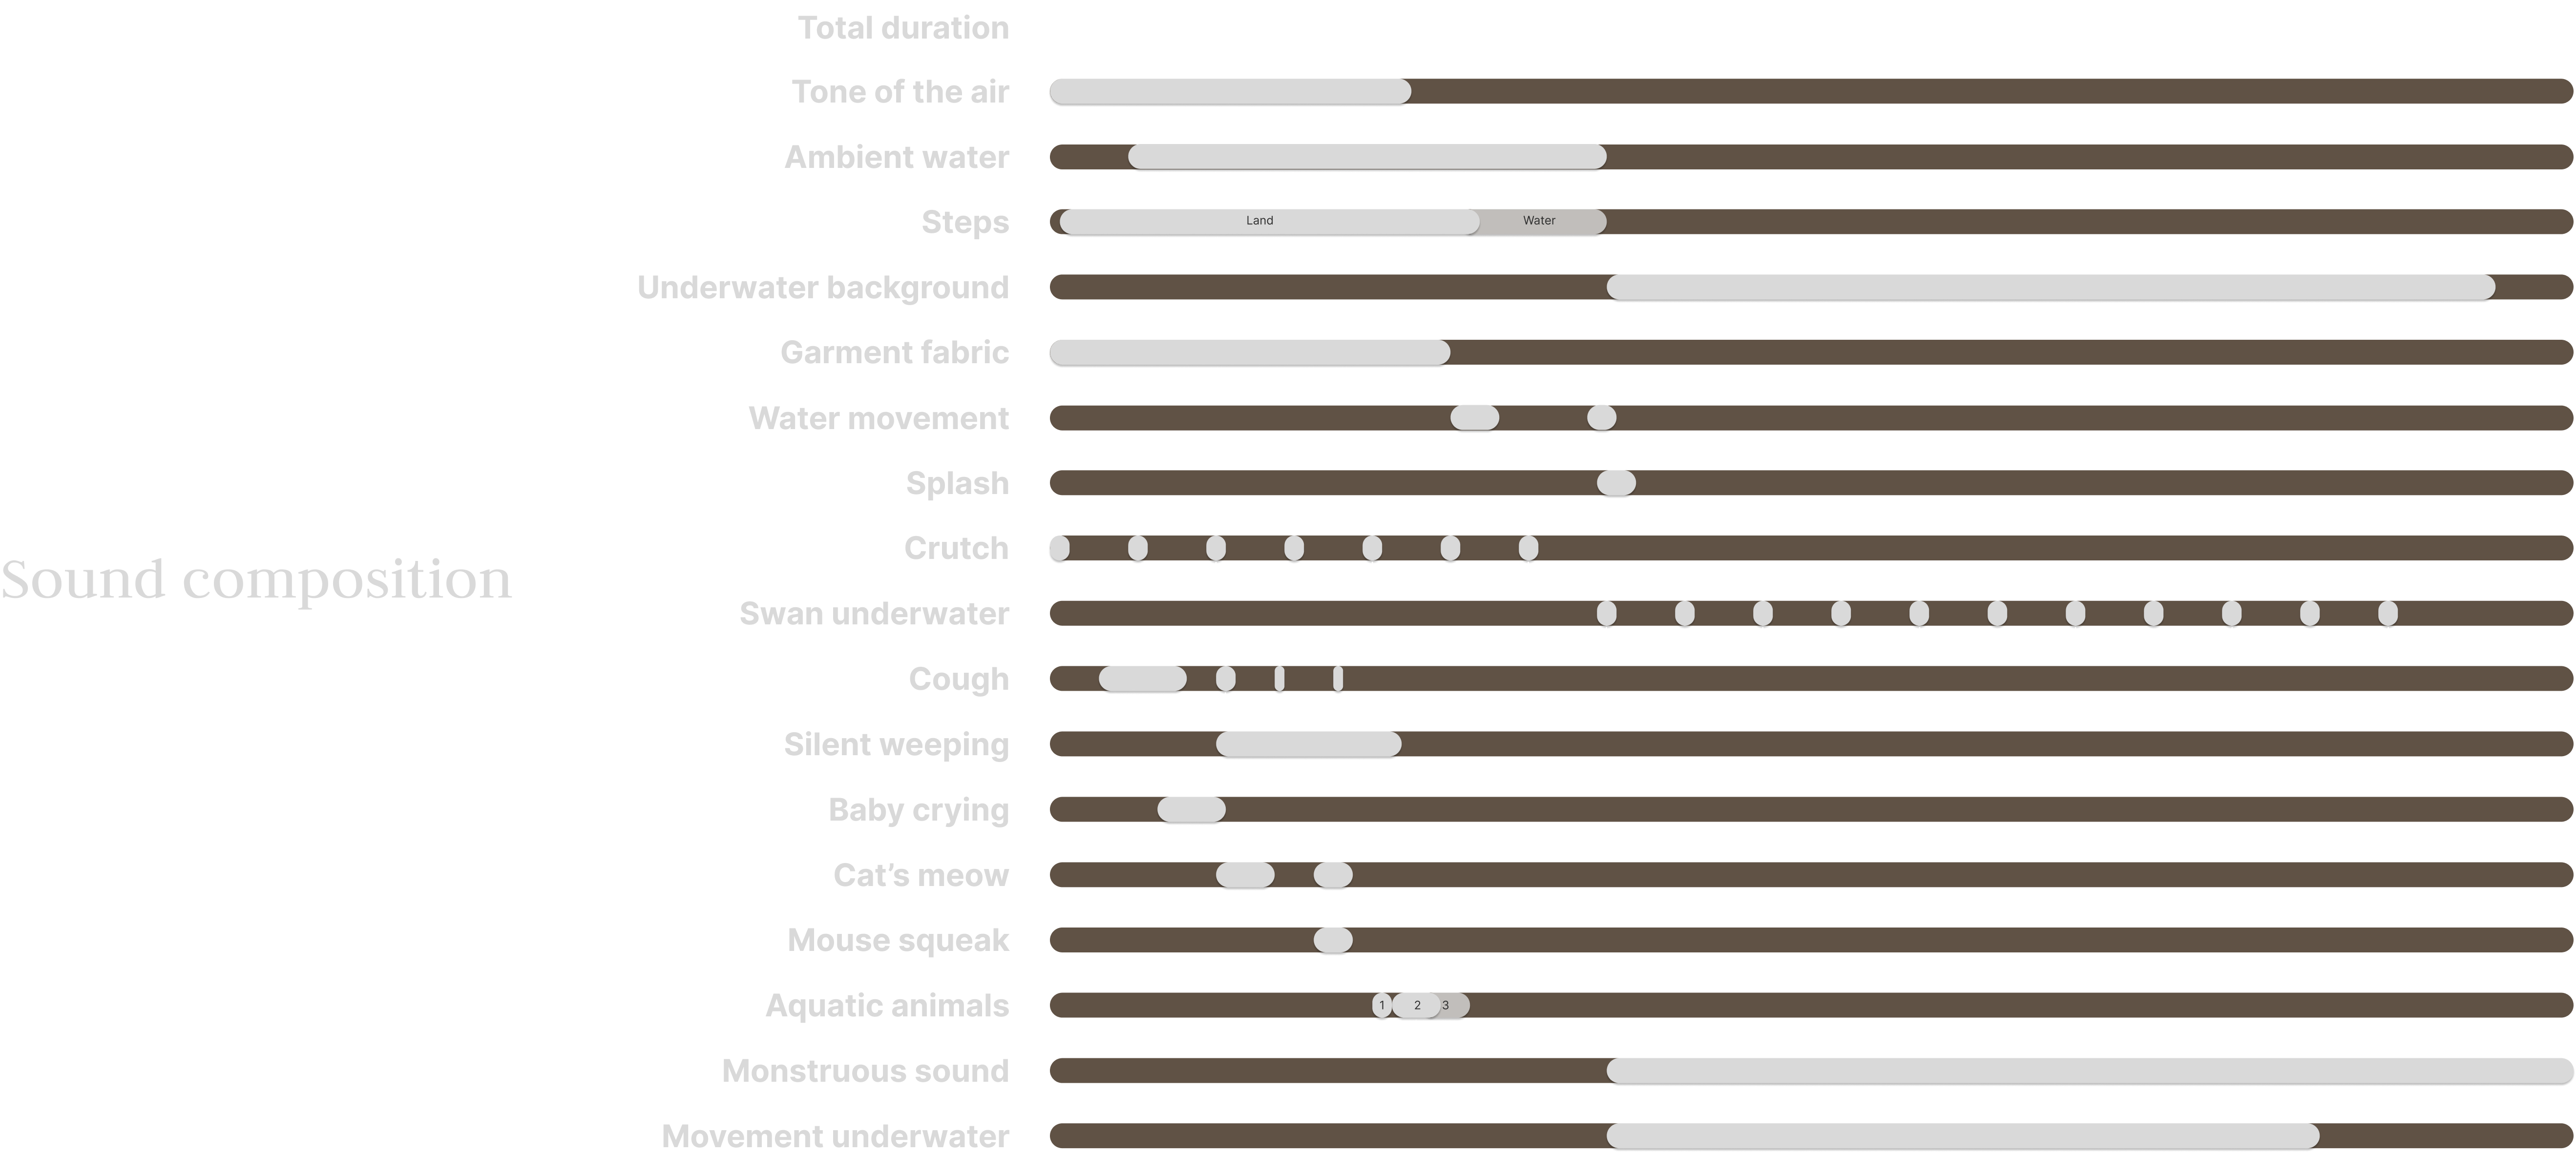 Sound composition
Total duration
Tone of the air
Ambient water
Steps
Land
Water
Underwater background
Garment fabric
Water movement
Splash
Crutch
Swan underwater
Cough
Silent weeping
Baby crying
Cat’s meow
Mouse squeak
Aquatic animals
1
2
3
Monstruous sound
Movement underwater